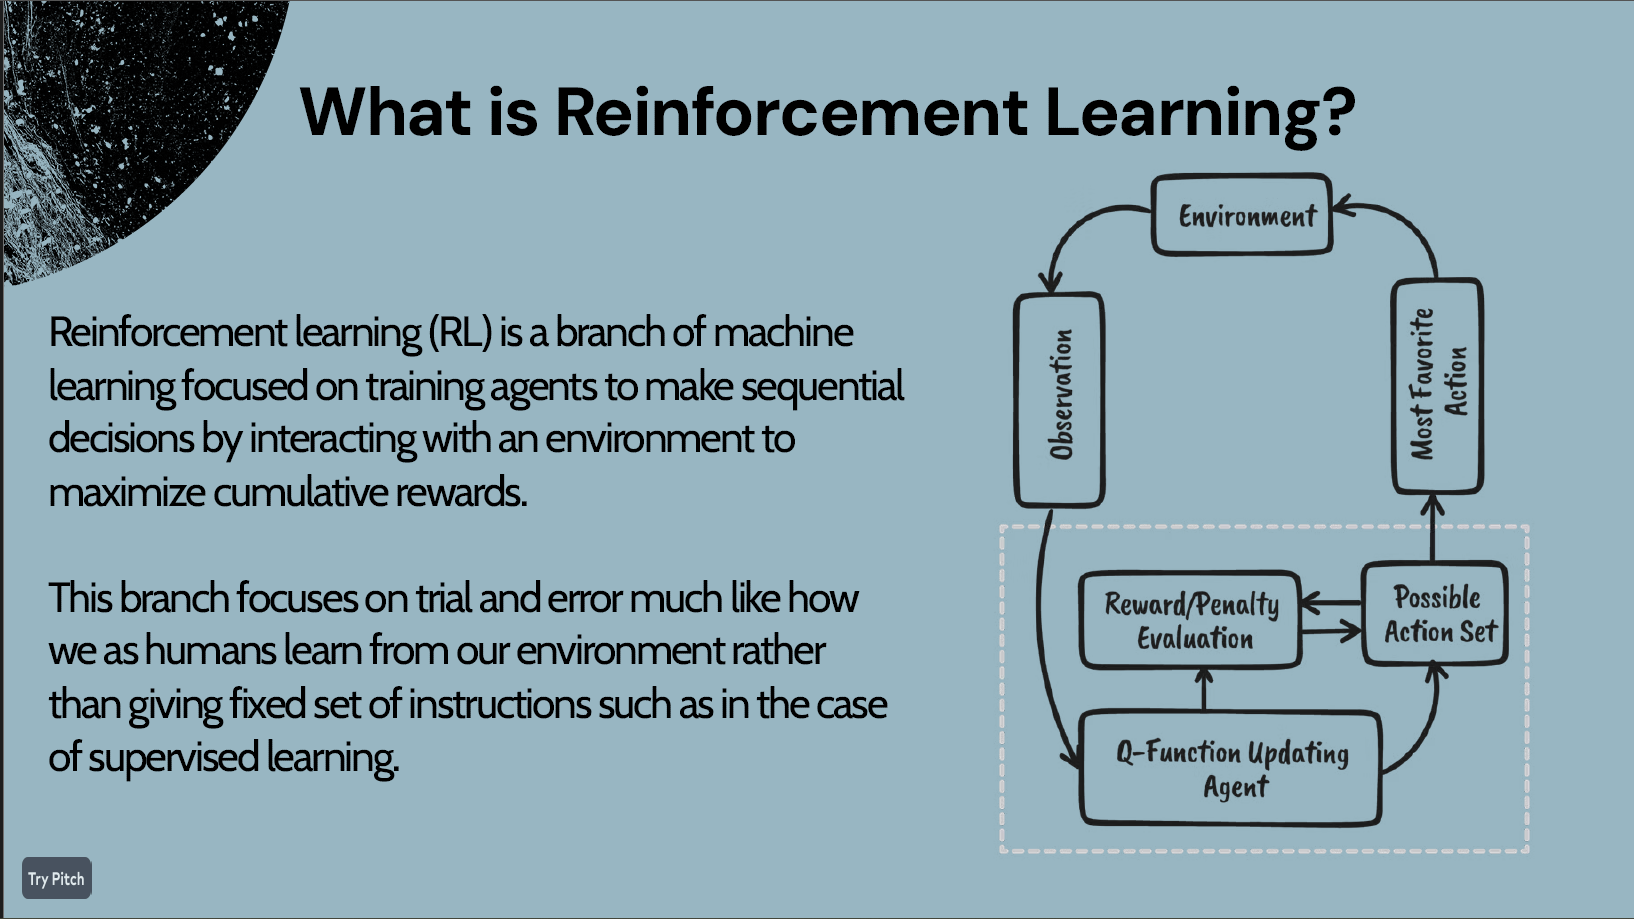 What is Reinforcement Learning?
Reinforcement learning (RL) is a branch of machine
learning focused on training agents to make sequential
decisions by interacting with an environment to
maximize cumulative rewards.
This branch focuses on trial and error much like how
we as humans learn from our environment rather
than giving fixed set of instructions such as in the case
of supervised learning.
Environment
Observation
Most Favorite
Action
Reward/Penalty
Evaluation
Possible
Action Set
Q-Function Updating
Agent
Try Pitch